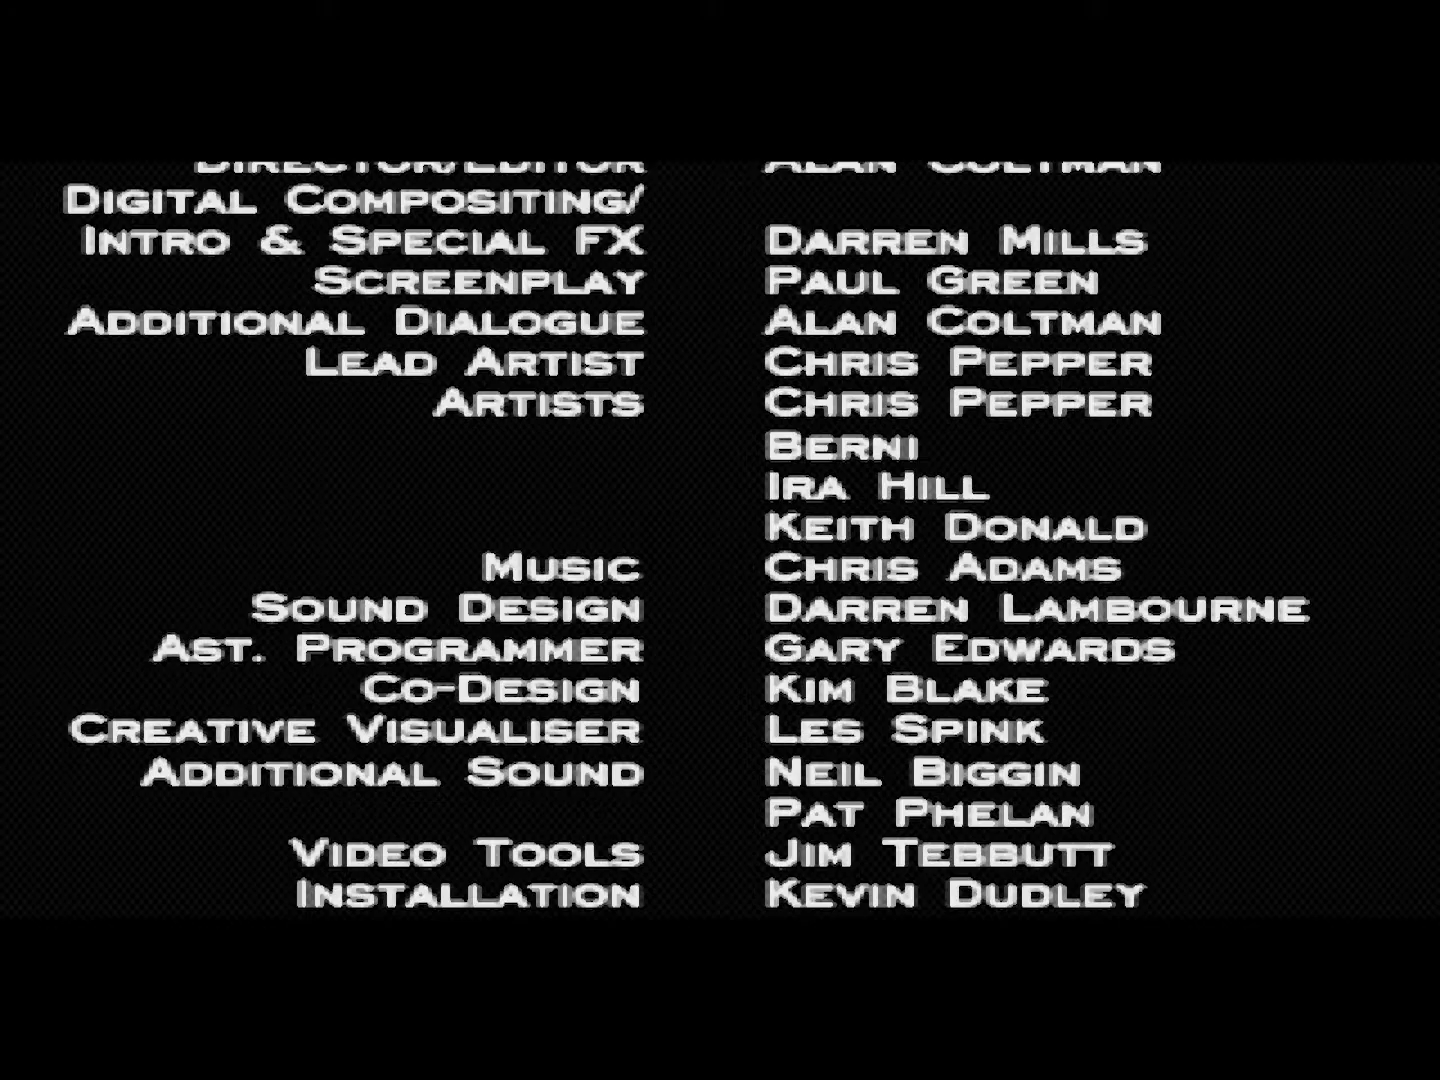 Director/Editor Alan Coltman
Digital Compositing/
Intro & Special FX Darren Mills
Screenplay Paul Green
Additional Dialogue Alan Coltman
Lead Artist Chris Pepper
Artists Chris Pepper
Berni
Ira Hill
Keith Donald
Music Chris Adams
Sound Design Darren Lambourne
Ast. Programmer Gary Edwards
Co-Design Kim Blake
Creative Visualiser Les Spink
Additional Sound Neil Biggin
Pat Phelan
Video Tools Jim Tebbutt
Installation Kevin Dudley